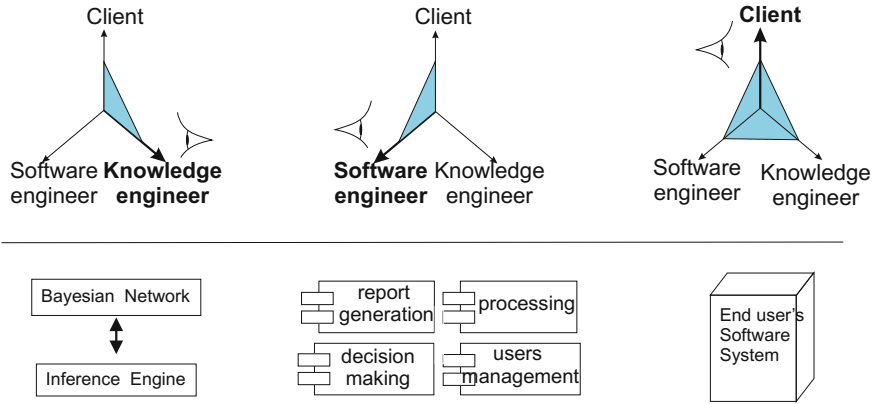 Client
Software
engineer
Knowledge
engineer
Client
Software
engineer
Knowledge
engineer
Client
Software
engineer
Knowledge
engineer
Bayesian Network
Inference Engine
report
generation
processing
decision
making
users
management
End user's
Software
System